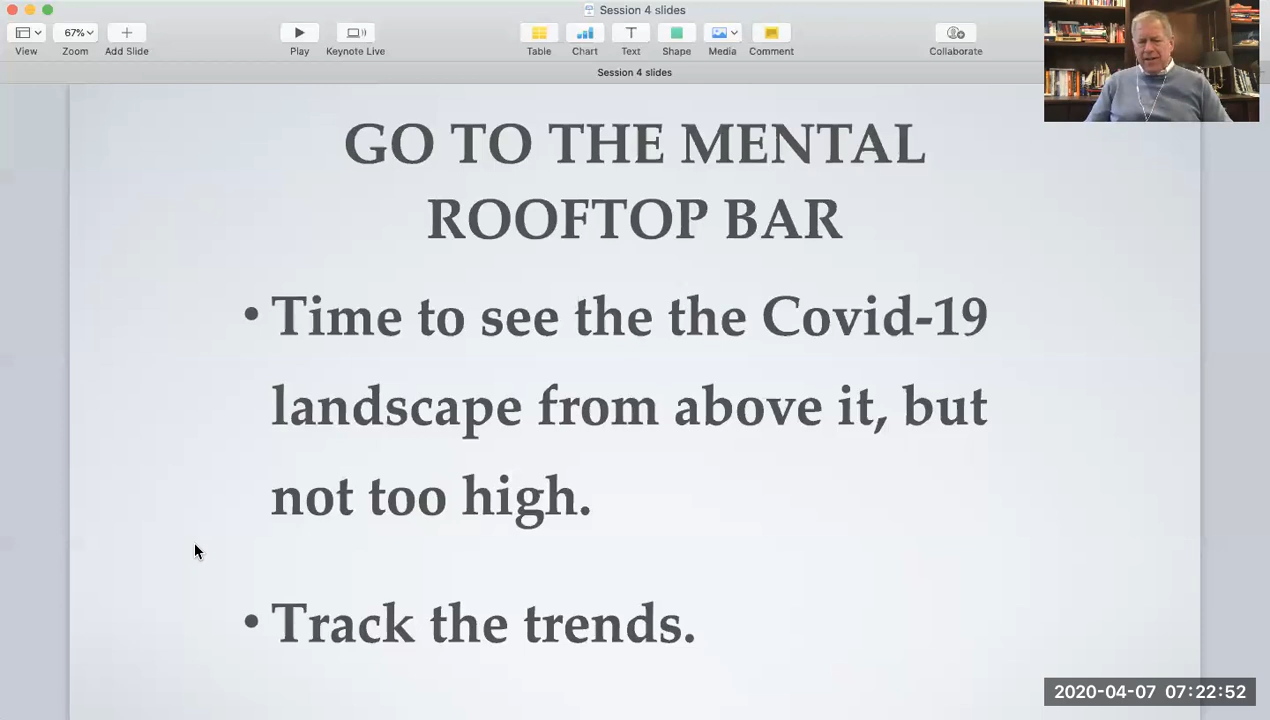 Session 4 slides
View
67%
Zoom
Add Slide
Play
Keynote Live
Table
Chart
Text
Shape
Media
Comment
Collaborate
Session 4 slides
GO TO THE MENTAL
ROOFTOP BAR
• Time to see the the Covid-19
landscape from above it, but
not too high.
• Track the trends.
2020-04-07 07:22:52